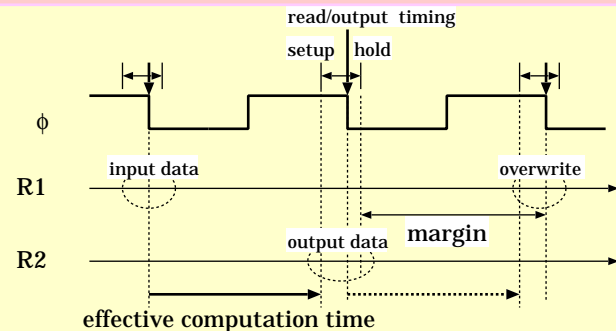 read/output timing
setup hold
ϕ
input data
overwrite
R1
margin
output data
R2
effective computation time